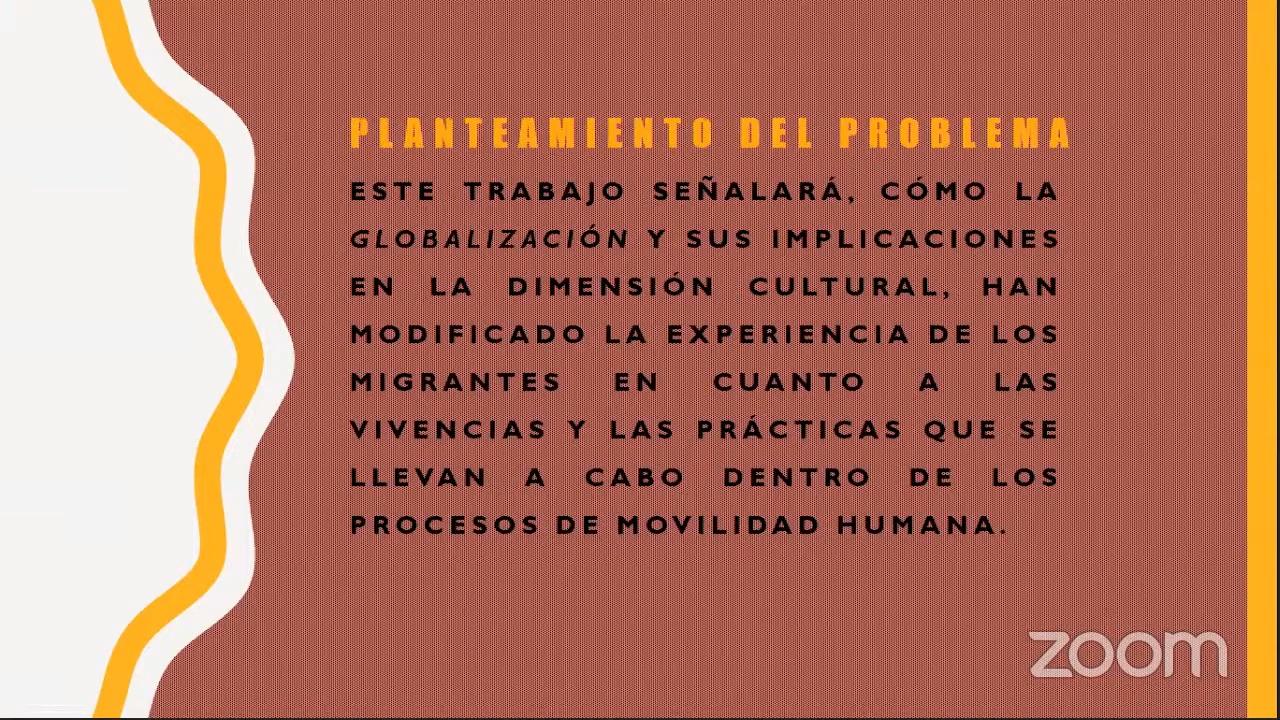 PLANTEAMIENTO DEL PROBLEMA
ESTE TRABAJO SEÑALARÁ, CÓMO LA
GLOBALIZACIÓN Y SUS IMPLICACIONES
EN LA DIMENSIÓN CULTURAL, HAN
MODIFICADO LA EXPERIENCIA DE LOS
MIGRANTES EN CUANTO A LAS
VIVENCIAS Y LAS PRÁCTICAS QUE SE
LLEVAN A CABO DENTRO DE LOS
PROCESOS DE MOVILIDAD HUMANA.
zoom